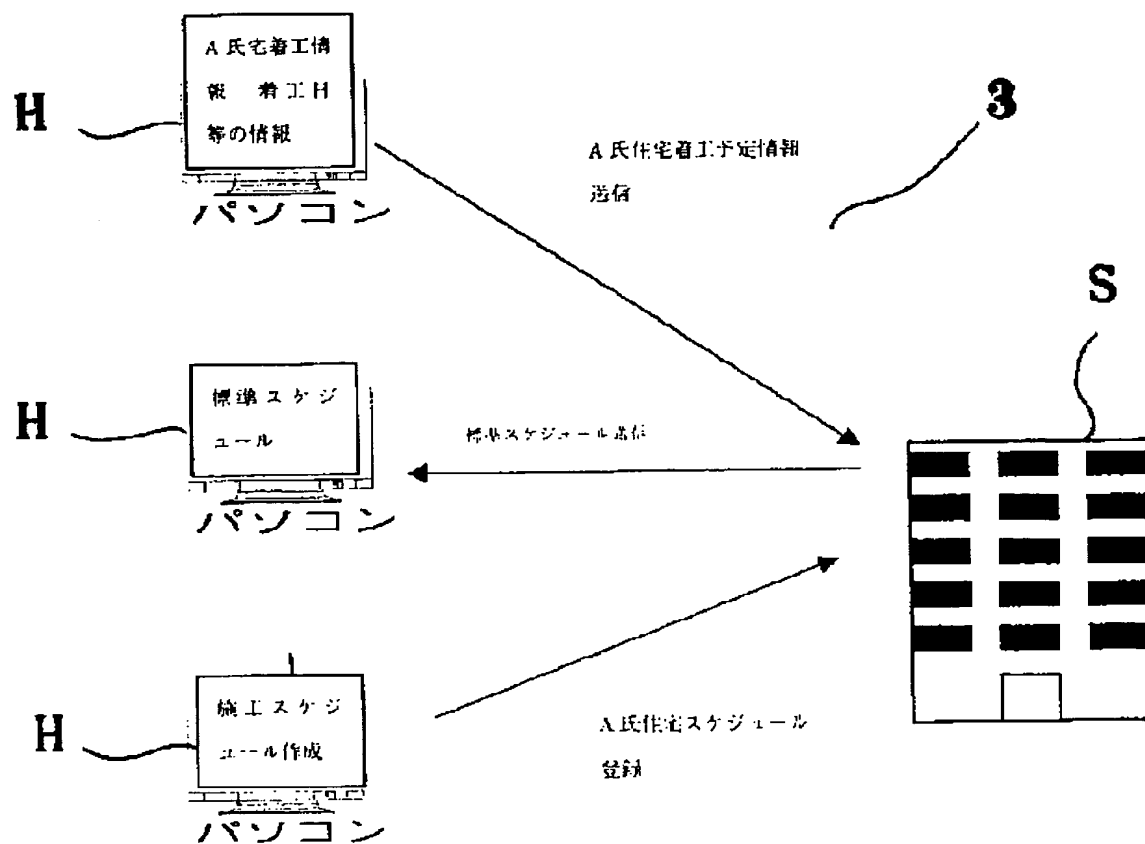 A氏宅着工情
報 着工日
等の情報
H
パソコン
A氏住宅着工予定情報
送信
3
S
標準スケジ
ュール
H
パソコン
標準スケジュール送信
施工スケジ
ュール作成
H
パソコン
A氏住宅スケジュール
登録